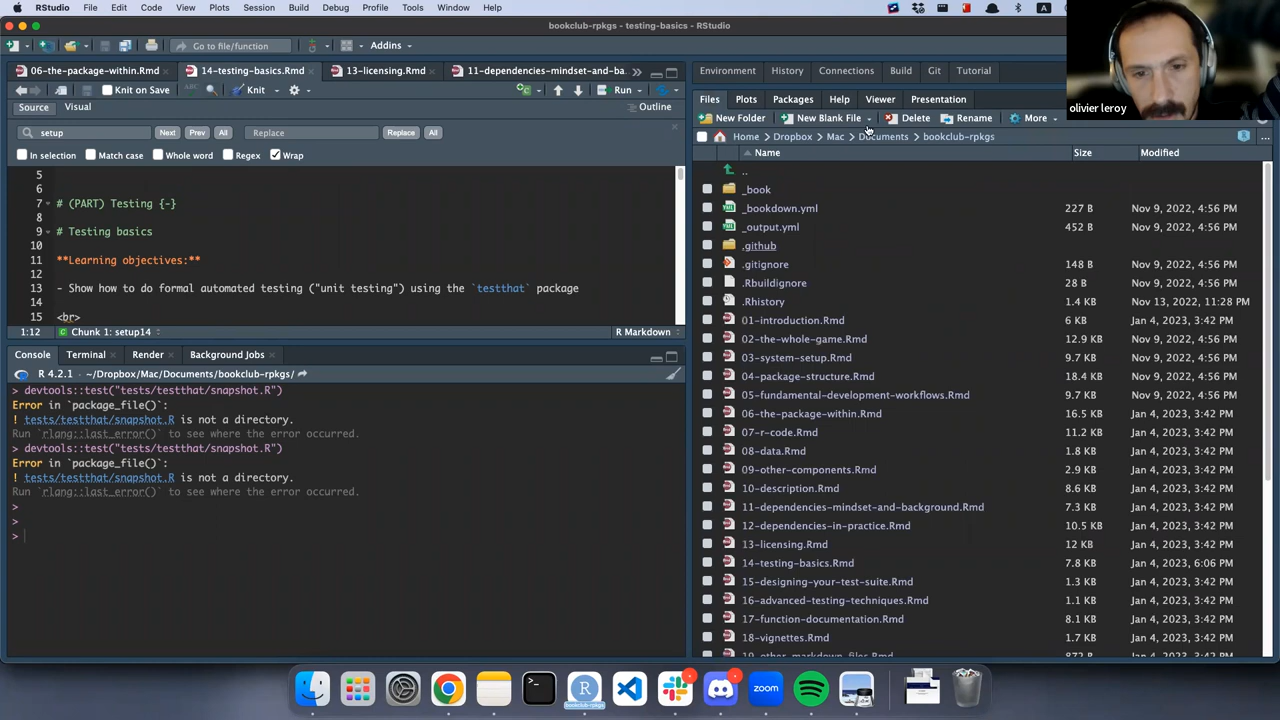 RStudio File Edit Code View Plots Session Build Debug Profile Tools Window Help A
bookclub-rpkgs - testing-basics - RStudio
Go to file/function Addins
06-the-package-within.Rmd 14-testing-basics.Rmd 13-licensing.Rmd 11-dependencies-mindset-and-ba
Knit on Save Knit Run
Source Visual Outline
setup Next Prev All Replace Replace All
In selection Match case Whole word Regex Wrap
5
6
7 # (PART) Testing {-}
8
9 # Testing basics
10
11 **Learning objectives:**
12
13 - Show how to do formal automated testing ("unit testing") using the `testthat` package
14
15 <br>
1:12 Chunk 1: setup14 R Markdown
Console Terminal Render Background Jobs
R 4.2.1 · ~/Dropbox/Mac/Documents/bookclub-rpkgs/
> devtools::test("tests/testthat/snapshot.R")
Error in `package_file()`:
! tests/testthat/snapshot.R is not a directory.
Run `rlang::last_error()` to see where the error occurred.
> devtools::test("tests/testthat/snapshot.R")
Error in `package_file()`:
! tests/testthat/snapshot.R is not a directory.
Run `rlang::last_error()` to see where the error occurred.
>
>
>
Environment History Connections Build Git Tutorial
Files Plots Packages Help Viewer Presentation
New Folder New Blank File Delete Rename More
Home Dropbox Mac Documents bookclub-rpkgs ...
Name Size Modified
..
_book
_bookdown.yml 227 B Nov 9, 2022, 4:56 PM
_output.yml 452 B Nov 9, 2022, 4:56 PM
.github
.gitignore 148 B Nov 9, 2022, 4:56 PM
.Rbuildignore 28 B Nov 9, 2022, 4:56 PM
.Rhistory 1.4 KB Nov 13, 2022, 11:28 PM
01-introduction.Rmd 6 KB Jan 4, 2023, 3:42 PM
02-the-whole-game.Rmd 12.9 KB Jan 4, 2023, 3:42 PM
03-system-setup.Rmd 9.7 KB Jan 4, 2023, 3:42 PM
04-package-structure.Rmd 18.4 KB Jan 4, 2023, 3:42 PM
05-fundamental-development-workflows.Rmd 9.7 KB Jan 4, 2023, 3:42 PM
06-the-package-within.Rmd 16.5 KB Jan 4, 2023, 3:42 PM
07-r-code.Rmd 11.2 KB Jan 4, 2023, 3:42 PM
08-data.Rmd 1.8 KB Jan 4, 2023, 3:42 PM
09-other-components.Rmd 2.9 KB Jan 4, 2023, 3:42 PM
10-description.Rmd 8.6 KB Jan 4, 2023, 3:42 PM
11-dependencies-mindset-and-background.Rmd 7.3 KB Jan 4, 2023, 3:42 PM
12-dependencies-in-practice.Rmd 10.5 KB Jan 4, 2023, 3:42 PM
13-licensing.Rmd 12 KB Jan 4, 2023, 3:42 PM
14-testing-basics.Rmd 7.8 KB Jan 4, 2023, 6:06 PM
15-designing-your-test-suite.Rmd 1.3 KB Jan 4, 2023, 3:42 PM
16-advanced-testing-techniques.Rmd 1.1 KB Jan 4, 2023, 3:42 PM
17-function-documentation.Rmd 8.1 KB Jan 4, 2023, 3:42 PM
18-vignettes.Rmd 1.7 KB Jan 4, 2023, 3:42 PM
19_other_markdown_files.Rmd 872 B Jan 4, 2023, 3:42 PM
olivier leroy
R
bookclub-rpkgs
zoom